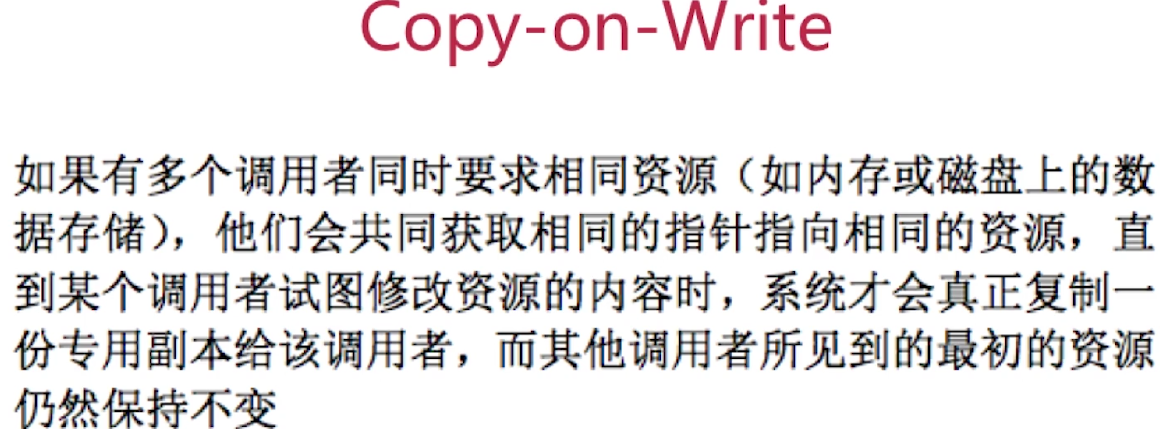 Copy-on-Write
如果有多个调用者同时要求相同资源（如内存或磁盘上的数
据存储），他们会共同获取相同的指针指向相同的资源，直
到某个调用者试图修改资源的内容时，系统才会真正复制一
份专用副本给该调用者，而其他调用者所见到的最初的资源
仍然保持不变